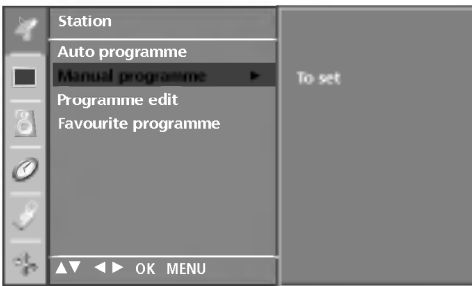 Station
Auto programme
Manual programme ►
To set
Programme edit
Favourite programme
▲▼ ◄► OK MENU